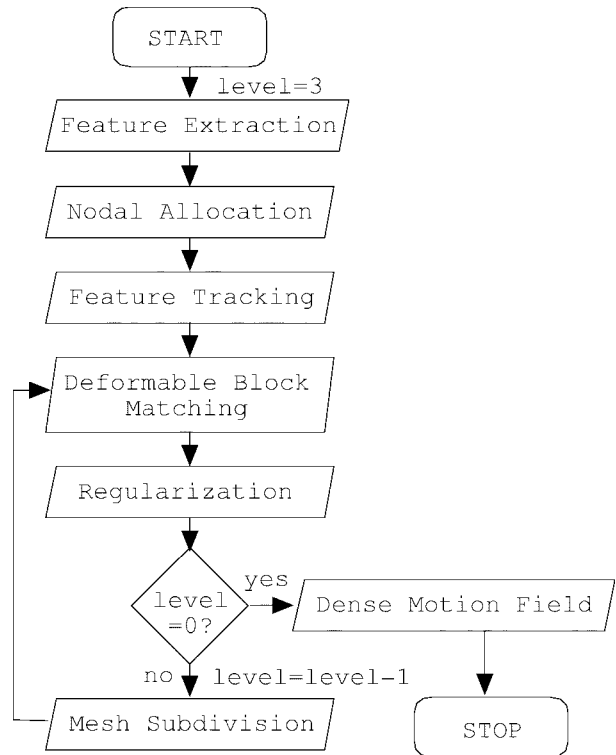 START
level=3
Feature Extraction
Nodal Allocation
Feature Tracking
Deformable Block
Matching
Regularization
level
=0?
yes
Dense Motion Field
no
level=level-1
Mesh Subdivision
STOP